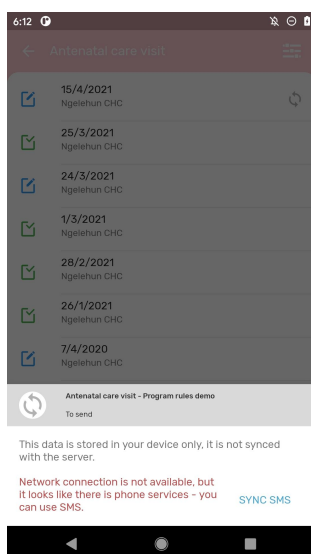 6:12
Antenatal care visit
15/4/2021
Ngelehun CHC
25/3/2021
Ngelehun CHC
24/3/2021
Ngelehun CHC
1/3/2021
Ngelehun CHC
28/2/2021
Ngelehun CHC
26/1/2021
Ngelehun CHC
7/4/2020
Ngelehun CHC
Antenatal care visit - Program rules demo
To send
This data is stored in your device only, it is not synced
with the server.
Network connection is not available, but
it looks like there is phone services - you
can use SMS.
SYNC SMS